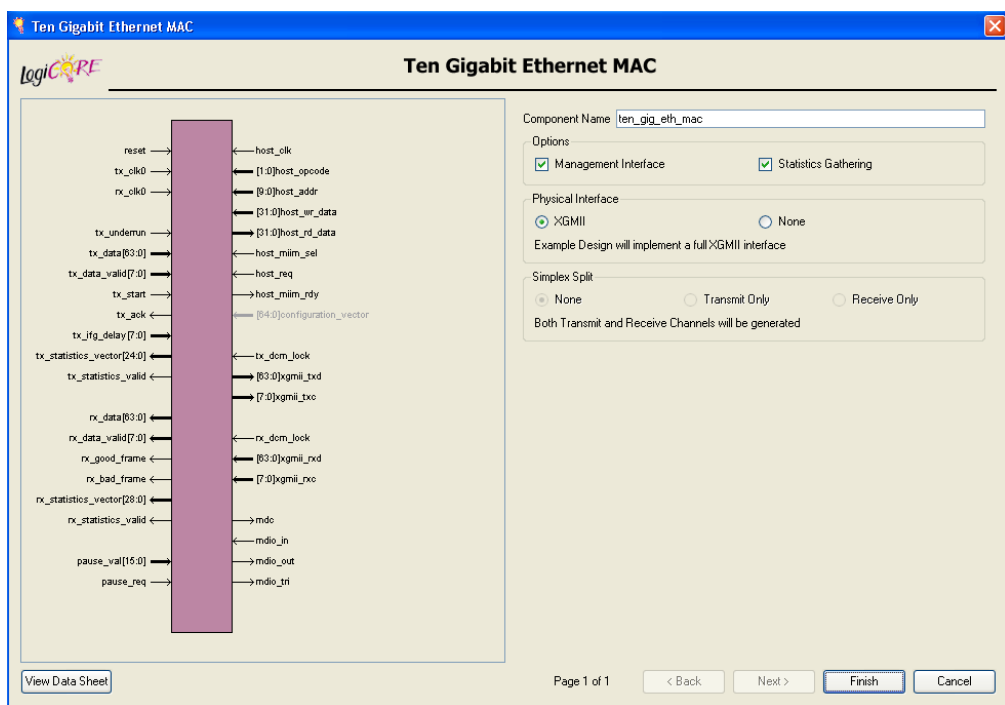 Ten Gigabit Ethernet MAC
LogiCORE
Ten Gigabit Ethernet MAC
reset
tx_clk0
rx_clk0
tx_underrun
tx_data[63:0]
tx_data_valid[7:0]
tx_start
tx_ack
tx_ifg_delay[7:0]
tx_statistics_vector[24:0]
tx_statistics_valid
rx_data[63:0]
rx_data_valid[7:0]
rx_good_frame
rx_bad_frame
rx_statistics_vector[28:0]
rx_statistics_valid
pause_val[15:0]
pause_req
host_clk
[1:0]host_opcode
[9:0]host_addr
[31:0]host_wr_data
[31:0]host_rd_data
host_miim_sel
host_req
host_miim_rdy
[64:0]configuration_vector
tx_dcm_lock
[63:0]xgmii_txd
[7:0]xgmii_txc
rx_dcm_lock
[63:0]xgmii_rxd
[7:0]xgmii_rxc
mdc
mdio_in
mdio_out
mdio_tri
Component Name ten_gig_eth_mac
Options
Management Interface Statistics Gathering
Physical Interface
XGMII None
Example Design will implement a full XGMII interface
Simplex Split
None Transmit Only Receive Only
Both Transmit and Receive Channels will be generated
View Data Sheet Page 1 of 1 < Back Next > Finish Cancel